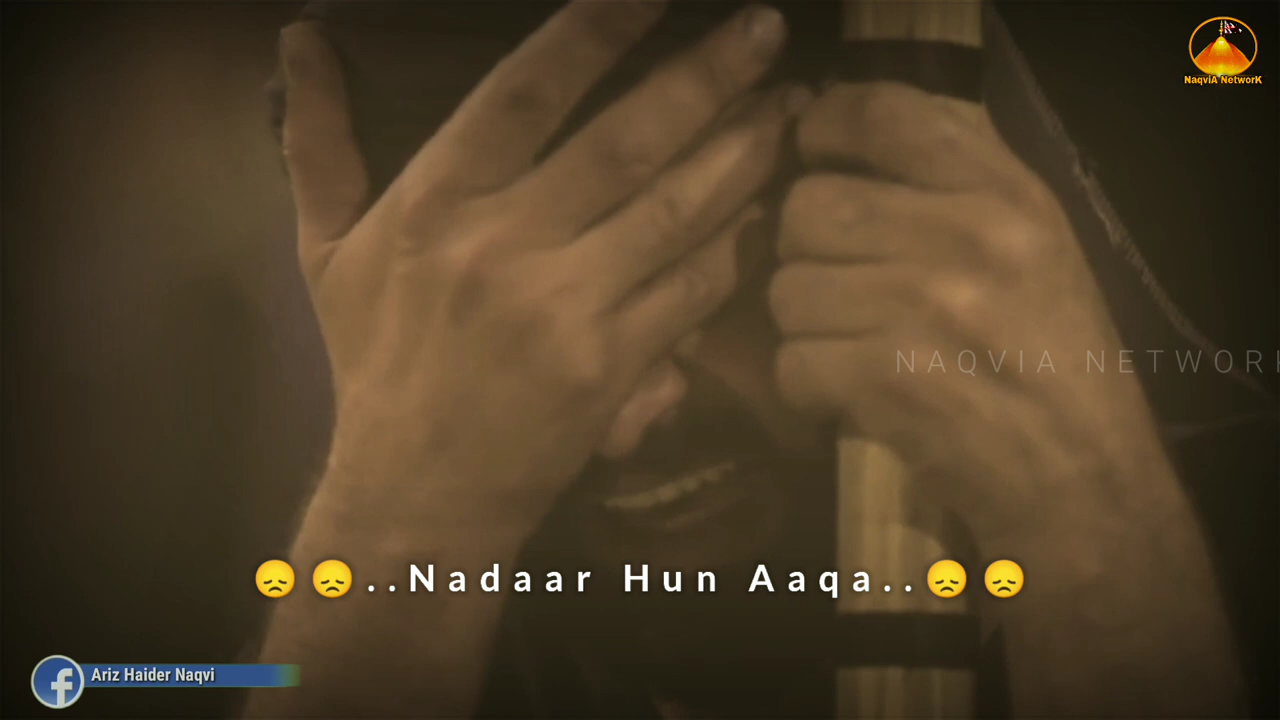 NaqviA NetworK
NAQVIA NETWORK
😞 😞..Nadaar Hun Aaqa..😞 😞
Ariz Haider Naqvi